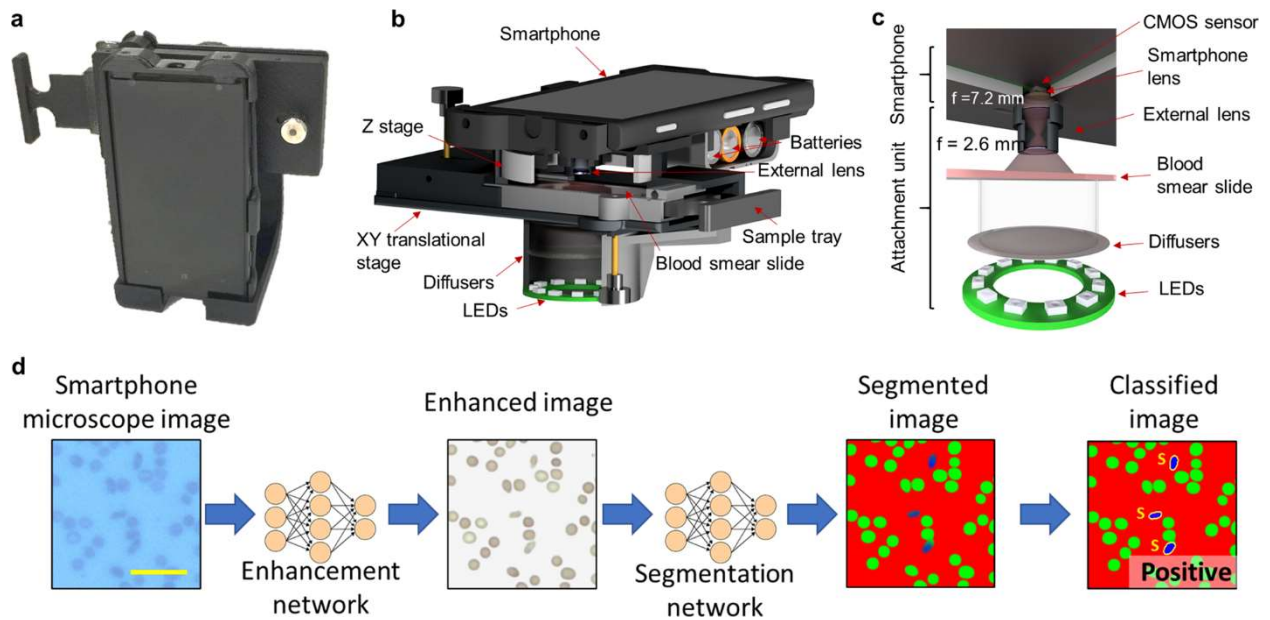 a
b
Smartphone
Z stage
Batteries
External lens
XY translational
stage
Sample tray
Diffusers
Blood smear slide
LEDs
c
CMOS sensor
Smartphone
lens
Smartphone
f =7.2 mm
External lens
f = 2.6 mm
Attachment unit
Blood
smear slide
Diffusers
LEDs
d
Smartphone
microscope image
Enhancement
network
Enhanced image
Segmentation
network
Segmented
image
Classified
image
S
S
S
Positive